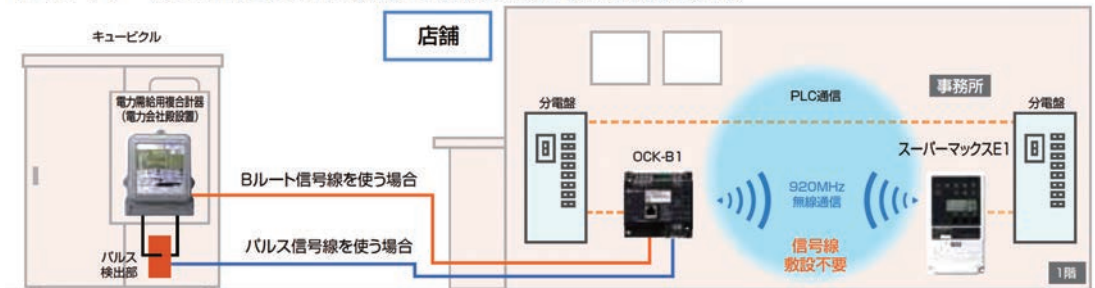 キュービクル
店舗
電力需給用複合計器
(電力会社殿設置)
パルス
検出部
Bルート信号線を使う場合
パルス信号線を使う場合
分電盤
OCK-B1
PLC通信
920MHz
無線通信
信号線
敷設不要
事務所
スーパーマックスE1
分電盤
1階